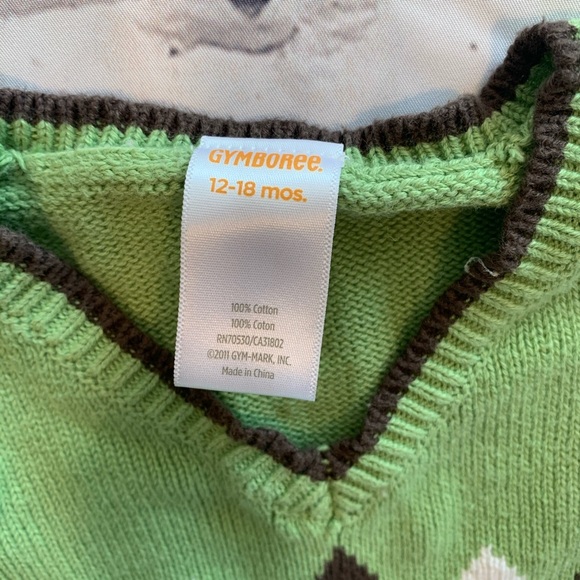 GYMBOREE.
12-18 mos.
100% Cotton
100% Coton
RN70530/CA31802
©2011 GYM-MARK, INC.
Made in China